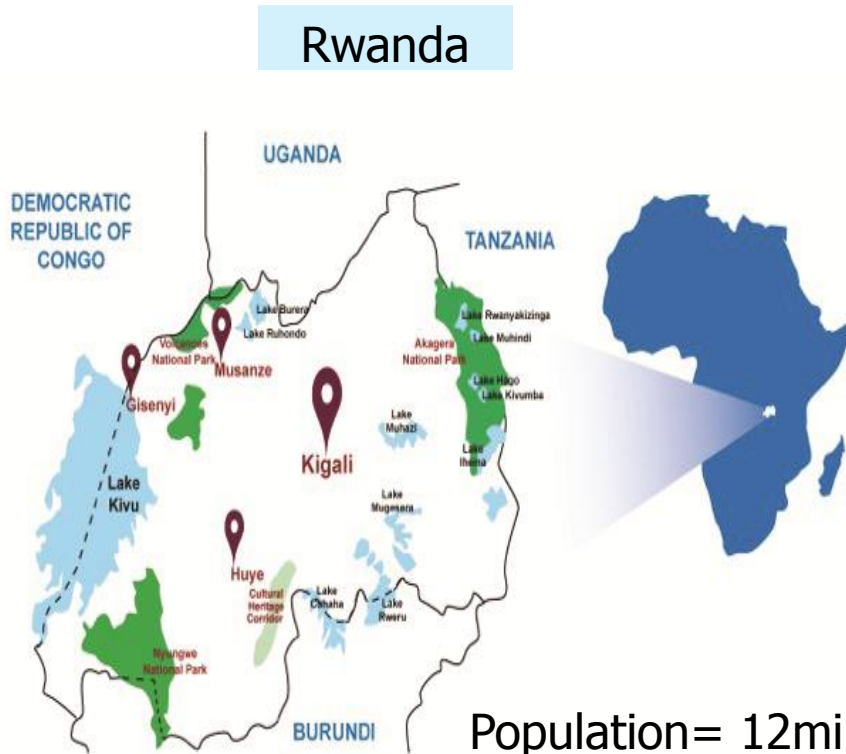 Rwanda
UGANDA
DEMOCRATIC
REPUBLIC OF
CONGO
TANZANIA
Lake Burera
Lake Ruhondo
Volcanoes
National Park
Musanze
Gisenyi
Lake Rwanyakizinga
Lake Muhindi
Akagera
National Park
Lake Hago
Lake Kivumba
Lake
Muhazi
Kigali
Lake
Ihema
Lake
Kivu
Lake
Mugesera
Huye
Cultural
Heritage
Corridor
Lake
Cohaha
Lake
Rweru
Nyungwe
National Park
BURUNDI
Population= 12mi